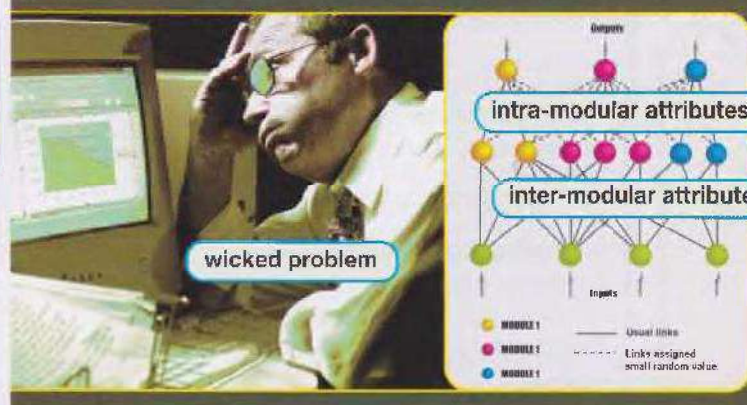 wicked problem
Outputs
intra-modular attributes
inter-modular attribute
Inputs
MODULE 1
MODULE 2
MODULE 1
Usual links
Links assigned
small random value